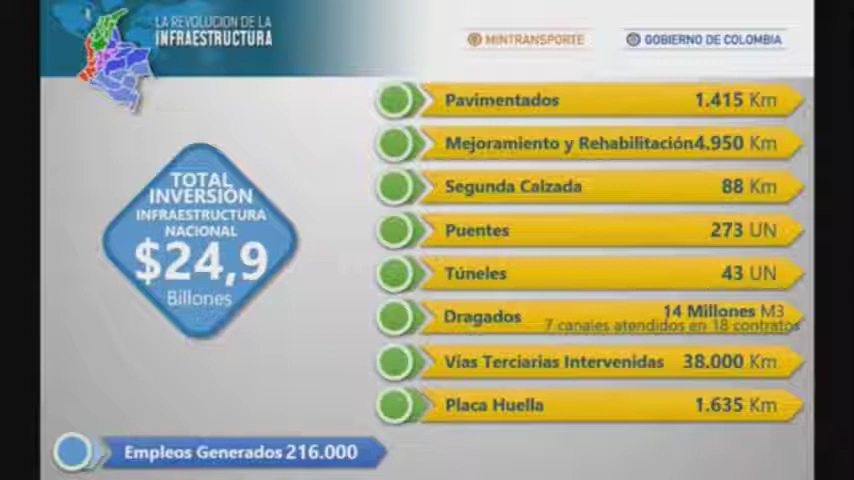 LA REVOLUCIÓN DE LA
INFRAESTRUCTURA
MINTRANSPORTE
GOBIERNO DE COLOMBIA
TOTAL
INVERSIÓN
INFRAESTRUCTURA
NACIONAL
$24,9
Billones
Pavimentados 1.415 Km
Mejoramiento y Rehabilitación 4.950 Km
Segunda Calzada 88 Km
Puentes 273 UN
Túneles 43 UN
Dragados 14 Millones M3
7 canales atendidos en 18 contratos
Vías Terciarias Intervenidas 38.000 Km
Placa Huella 1.635 Km
Empleos Generados 216.000